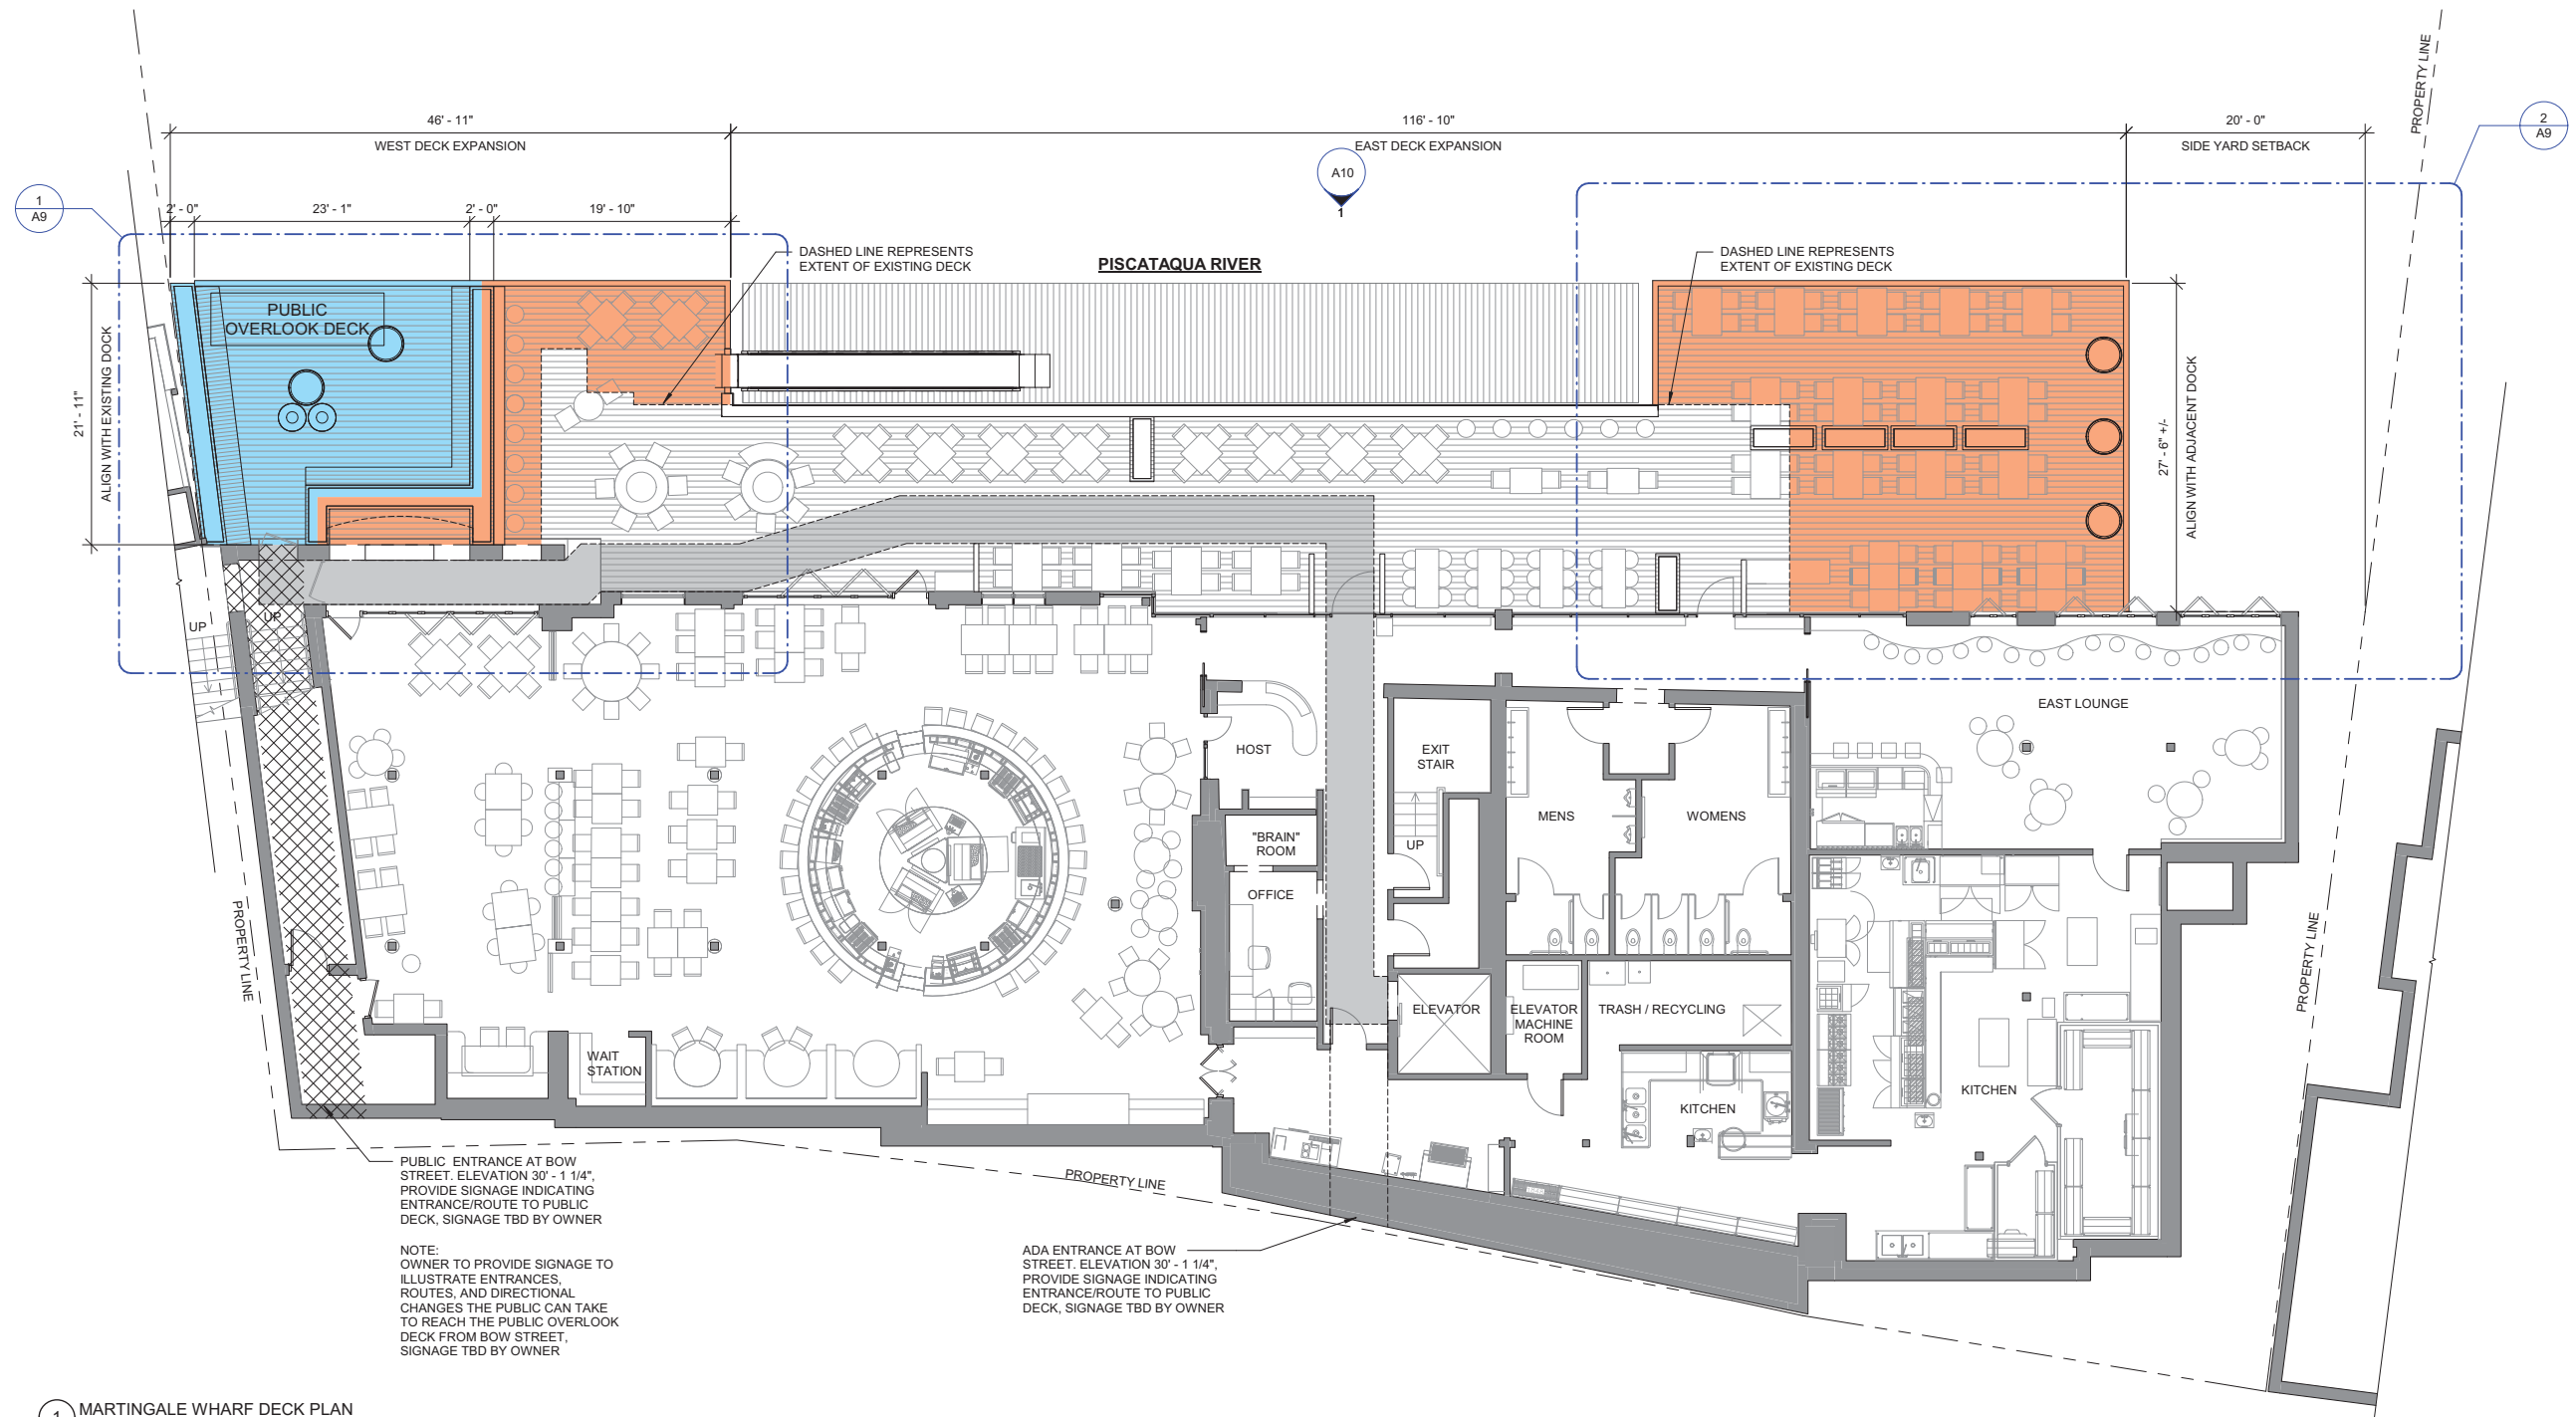 46' - 11"
WEST DECK EXPANSION
116' - 10"
EAST DECK EXPANSION
20' - 0"
SIDE YARD SETBACK
PROPERTY LINE
1
A9
2
A9
A10
1
2' - 0"
23' - 1"
2' - 0"
19' - 10"
DASHED LINE REPRESENTS
EXTENT OF EXISTING DECK
PISCATAQUA RIVER
DASHED LINE REPRESENTS
EXTENT OF EXISTING DECK
PUBLIC
OVERLOOK DECK
21' - 11"
ALIGN WITH EXISTING DOCK
27' - 6" +/-
ALIGN WITH ADJACENT DOCK
UP
UP
EAST LOUNGE
HOST
EXIT
STAIR
UP
MENS
WOMENS
"BRAIN"
ROOM
OFFICE
PROPERTY LINE
PROPERTY LINE
ELEVATOR
ELEVATOR
MACHINE
ROOM
TRASH / RECYCLING
WAIT
STATION
KITCHEN
KITCHEN
PROPERTY LINE
PUBLIC ENTRANCE AT BOW
STREET. ELEVATION 30' - 1 1/4",
PROVIDE SIGNAGE INDICATING
ENTRANCE/ROUTE TO PUBLIC
DECK, SIGNAGE TBD BY OWNER
NOTE:
OWNER TO PROVIDE SIGNAGE TO
ILLUSTRATE ENTRANCES,
ROUTES, AND DIRECTIONAL
CHANGES THE PUBLIC CAN TAKE
TO REACH THE PUBLIC OVERLOOK
DECK FROM BOW STREET,
SIGNAGE TBD BY OWNER
ADA ENTRANCE AT BOW
STREET. ELEVATION 30' - 1 1/4",
PROVIDE SIGNAGE INDICATING
ENTRANCE/ROUTE TO PUBLIC
DECK, SIGNAGE TBD BY OWNER
1
MARTINGALE WHARF DECK PLAN